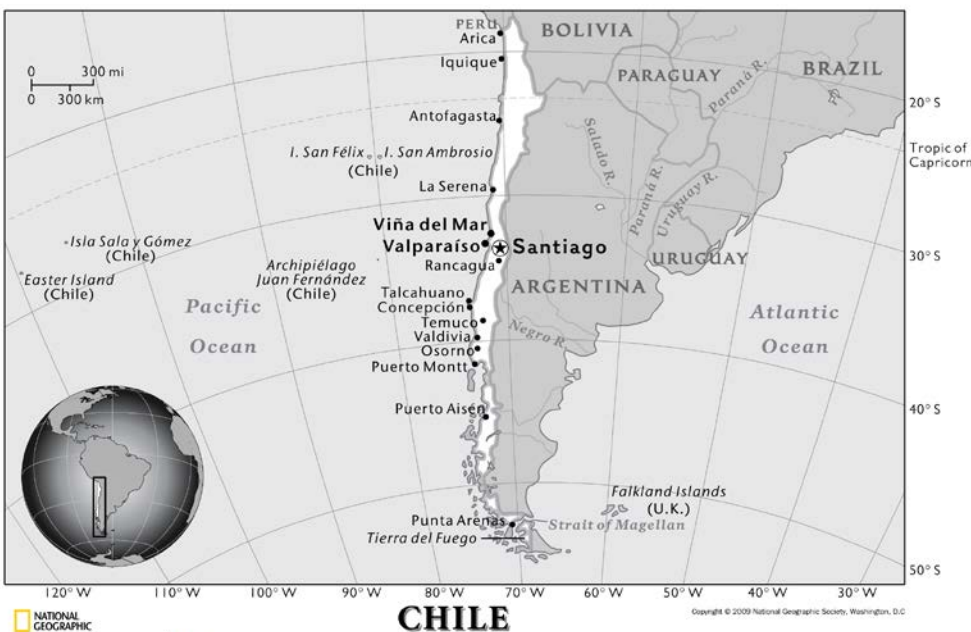 PERU
Arica
BOLIVIA
Iquique
PARAGUAY
BRAZIL
Paraná R.
0 300 mi
0 300 km
20°S
Antofagasta
Salado R.
Tropic of
Capricorn
I. San Félix
I. San Ambrosio
(Chile)
La Serena
Paraná R.
Uruguay R.
Viña del Mar
Valparaíso
Santiago
Isla Sala y Gómez
(Chile)
30°S
URUGUAY
Rancagua
Easter Island
(Chile)
Archipiélago
Juan Fernández
(Chile)
ARGENTINA
Talcahuano
Concepción
Pacific
Ocean
Atlantic
Ocean
Temuco
Negro R.
Valdivia
Osorno
Puerto Montt
Puerto Aisén
40°S
Falkland Islands
(U.K.)
Punta Arenas
Strait of Magellan
Tierra del Fuego
50°S
120°W 110°W 100°W 90°W 80°W 70°W 60°W 50°W 40°W 30°W
NATIONAL
GEOGRAPHIC
CHILE
Copyright © 2009 National Geographic Society, Washington, D.C